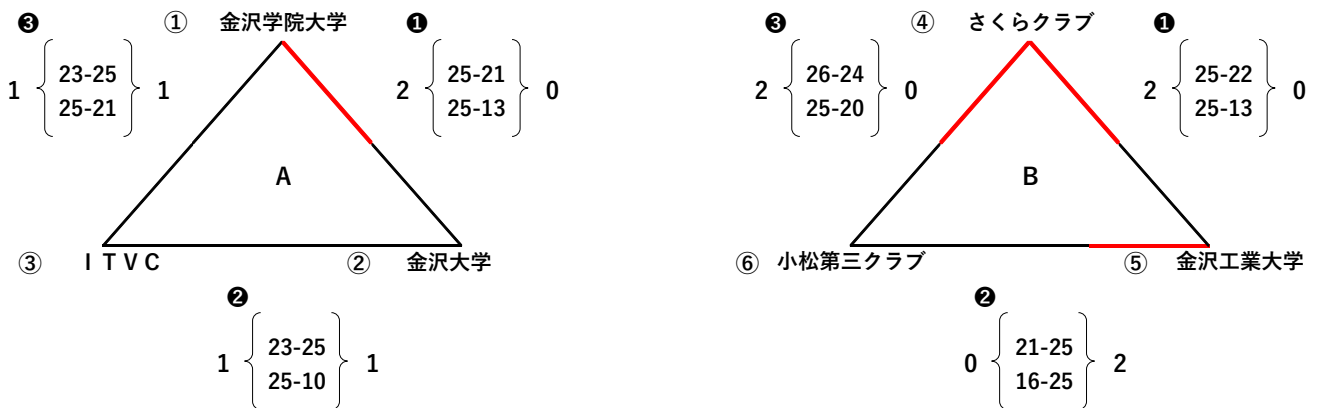 ❸ ① 金沢学院大学 ❶
1 23-25 1
25-21
2 25-21 0
25-13
A
③ ＩＴＶＣ ② 金沢大学
❷
1 23-25 1
25-10
❸ ④ さくらクラブ ❶
2 26-24 0
25-20
2 25-22 0
25-13
B
⑥ 小松第三クラブ ⑤ 金沢工業大学
❷
0 21-25 2
16-25